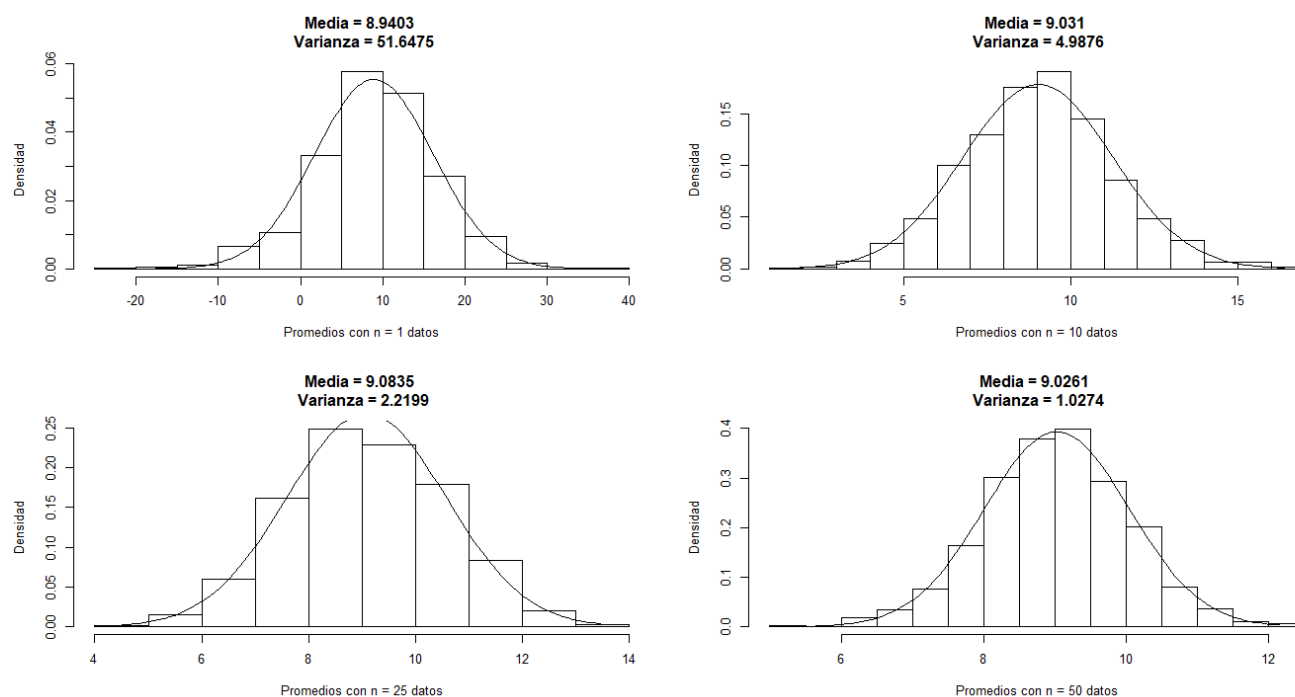 Media = 8.9403
Varianza = 51.6475
Densidad
0.00
0.02
0.04
0.06
-20
-10
0
10
20
30
40
Promedios con n = 1 datos
Media = 9.031
Varianza = 4.9876
Densidad
0.00
0.05
0.10
0.15
5
10
15
Promedios con n = 10 datos
Media = 9.0835
Varianza = 2.2199
Densidad
0.00
0.05
0.10
0.15
0.20
0.25
4
6
8
10
12
14
Promedios con n = 25 datos
Media = 9.0261
Varianza = 1.0274
Densidad
0.0
0.1
0.2
0.3
0.4
6
8
10
12
Promedios con n = 50 datos